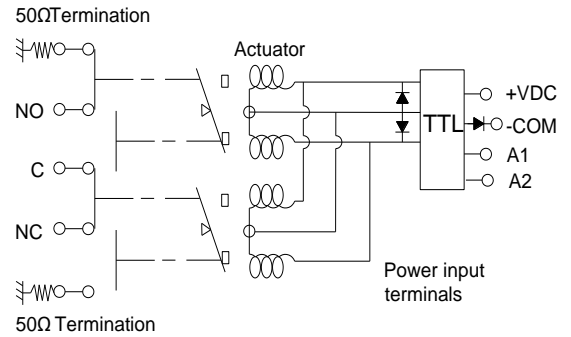 50ΩTermination
Actuator
NO
C
NC
TTL
+VDC
-COM
A1
A2
Power input
terminals
50Ω Termination